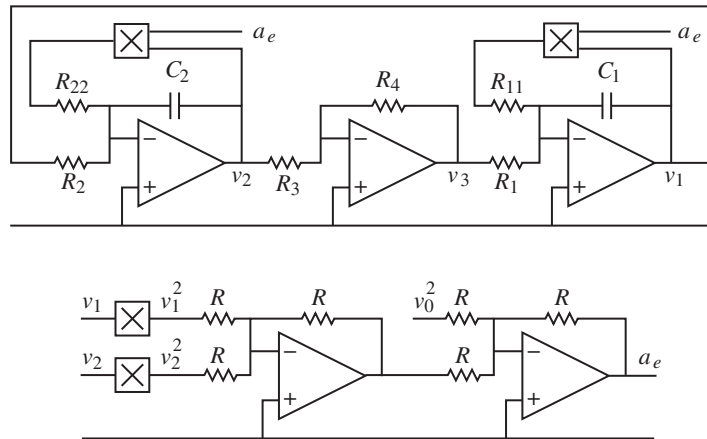 a_e a_e
R_22 C_2 R_4 R_11 C_1
− − −
R_2 + v_2 R_3 + v_3 R_1 + v_1
v_1 v_1^2 R R v_0^2 R R
v_2 v_2^2 R − R − a_e
+ +